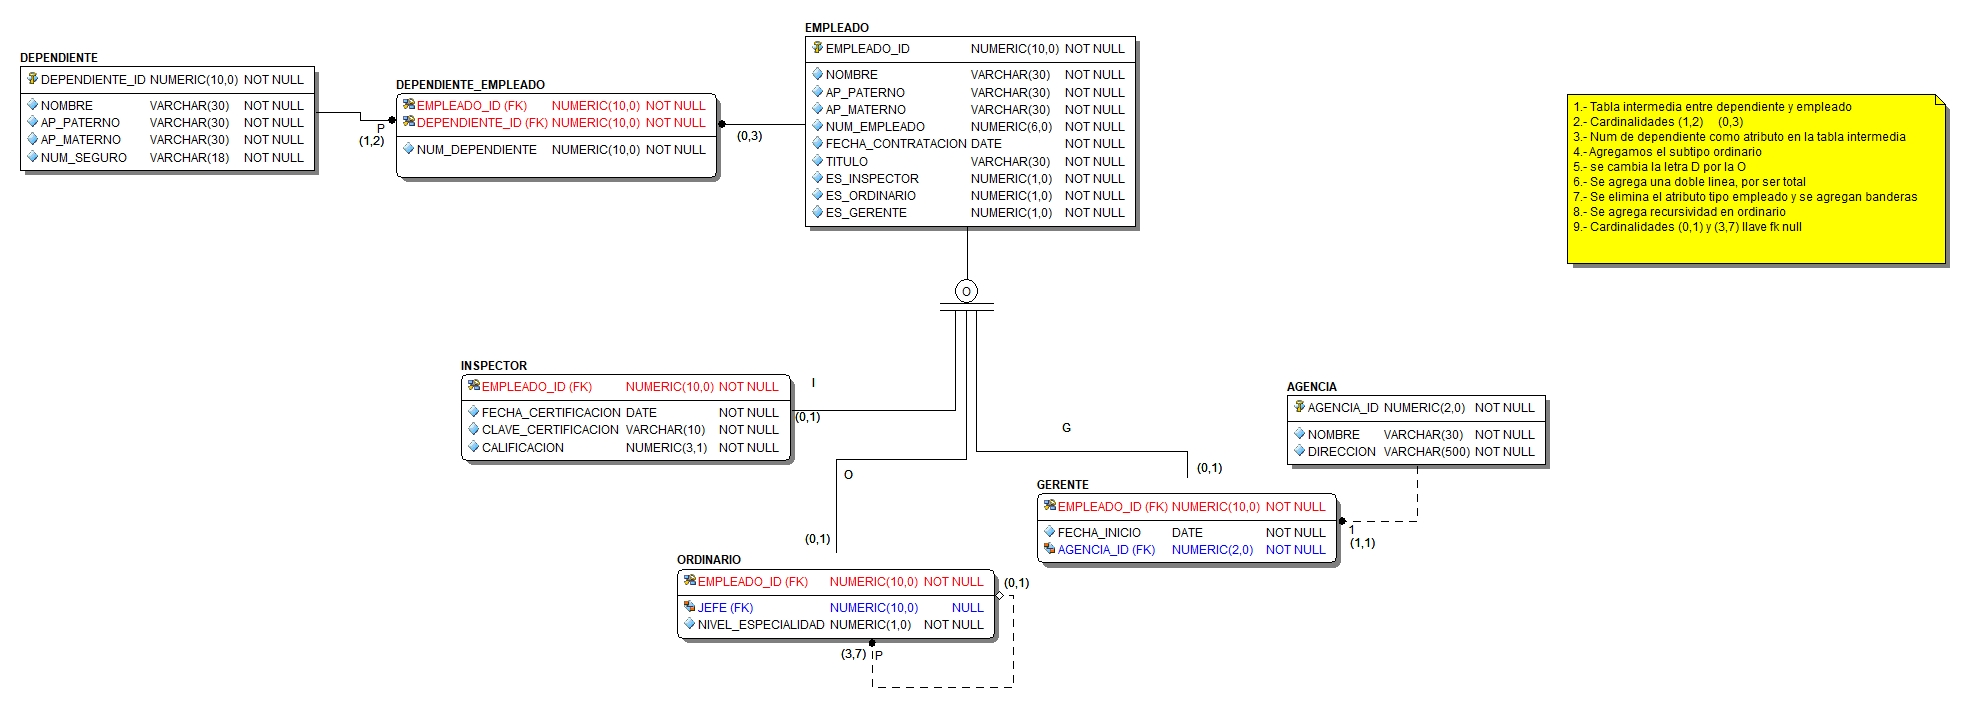 DEPENDIENTE
DEPENDIENTE_ID NUMERIC(10,0) NOT NULL
NOMBRE VARCHAR(30) NOT NULL
AP_PATERNO VARCHAR(30) NOT NULL
AP_MATERNO VARCHAR(30) NOT NULL
NUM_SEGURO VARCHAR(18) NOT NULL
P
(1,2)
DEPENDIENTE_EMPLEADO
EMPLEADO_ID (FK) NUMERIC(10,0) NOT NULL
DEPENDIENTE_ID (FK) NUMERIC(10,0) NOT NULL
NUM_DEPENDIENTE NUMERIC(10,0) NOT NULL
(0,3)
EMPLEADO
EMPLEADO_ID NUMERIC(10,0) NOT NULL
NOMBRE VARCHAR(30) NOT NULL
AP_PATERNO VARCHAR(30) NOT NULL
AP_MATERNO VARCHAR(30) NOT NULL
NUM_EMPLEADO NUMERIC(6,0) NOT NULL
FECHA_CONTRATACION DATE NOT NULL
TITULO VARCHAR(30) NOT NULL
ES_INSPECTOR NUMERIC(1,0) NOT NULL
ES_ORDINARIO NUMERIC(1,0) NOT NULL
ES_GERENTE NUMERIC(1,0) NOT NULL
1.- Tabla intermedia entre dependiente y empleado
2.- Cardinalidades (1,2) (0,3)
3.- Num de dependiente como atributo en la tabla intermedia
4.- Agregamos el subtipo ordinario
5.- se cambia la letra D por la O
6.- Se agrega una doble linea, por ser total
7.- Se elimina el atributo tipo empleado y se agregan banderas
8.- Se agrega recursividad en ordinario
9.- Cardinalidades (0,1) y (3,7) llave fk null
O
INSPECTOR
EMPLEADO_ID (FK) NUMERIC(10,0) NOT NULL
FECHA_CERTIFICACION DATE NOT NULL
CLAVE_CERTIFICACION VARCHAR(10) NOT NULL
CALIFICACION NUMERIC(3,1) NOT NULL
I
(0,1)
O
(0,1)
G
(0,1)
AGENCIA
AGENCIA_ID NUMERIC(2,0) NOT NULL
NOMBRE VARCHAR(30) NOT NULL
DIRECCION VARCHAR(500) NOT NULL
GERENTE
EMPLEADO_ID (FK) NUMERIC(10,0) NOT NULL
FECHA_INICIO DATE NOT NULL
AGENCIA_ID (FK) NUMERIC(2,0) NOT NULL
1
(1,1)
ORDINARIO
EMPLEADO_ID (FK) NUMERIC(10,0) NOT NULL
JEFE (FK) NUMERIC(10,0) NULL
NIVEL_ESPECIALIDAD NUMERIC(1,0) NOT NULL
(0,1)
(3,7) P